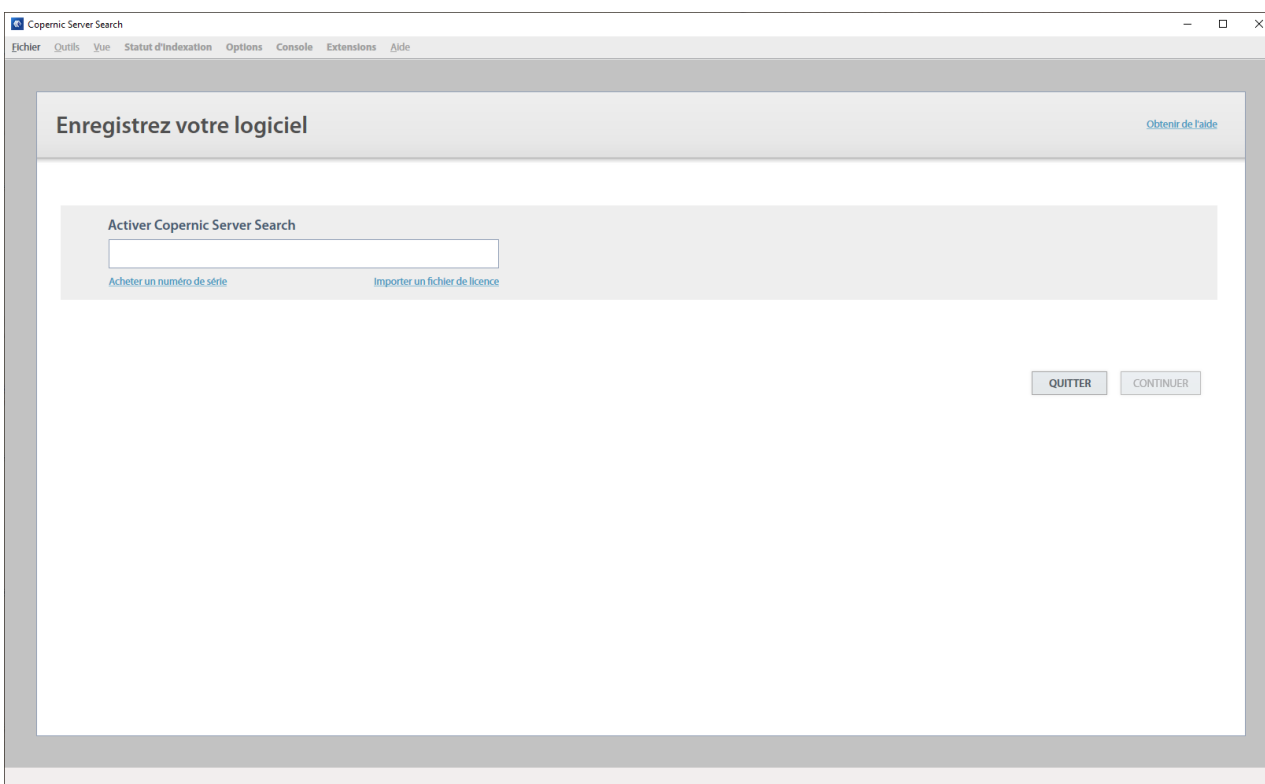 Copernic Server Search
Fichier Outils Vue Statut d'Indexation Options Console Extensions Aide
Enregistrez votre logiciel
Obtenir de l'aide
Activer Copernic Server Search
Acheter un numéro de série Importer un fichier de licence
QUITTER CONTINUER